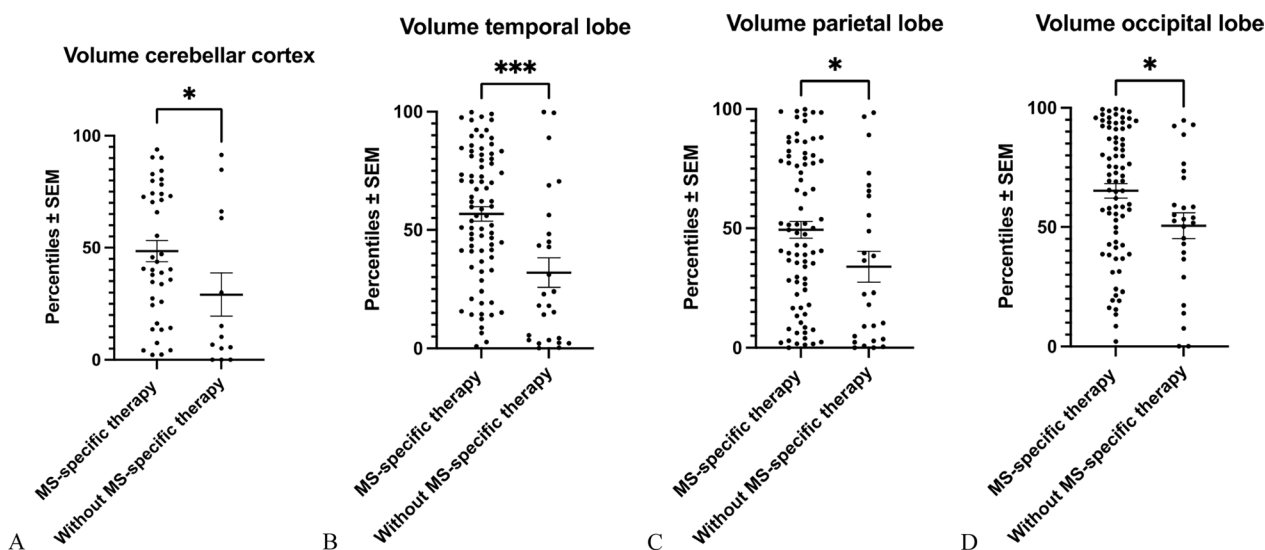 Volume cerebellar cortex
*
Percentiles ± SEM
100
50
0
MS-specific therapy
Without MS-specific therapy
A
Volume temporal lobe
***
Percentiles ± SEM
100
50
0
MS-specific therapy
Without MS-specific therapy
B
Volume parietal lobe
*
Percentiles ± SEM
100
50
0
MS-specific therapy
Without MS-specific therapy
C
Volume occipital lobe
*
Percentiles ± SEM
100
50
0
MS-specific therapy
Without MS-specific therapy
D